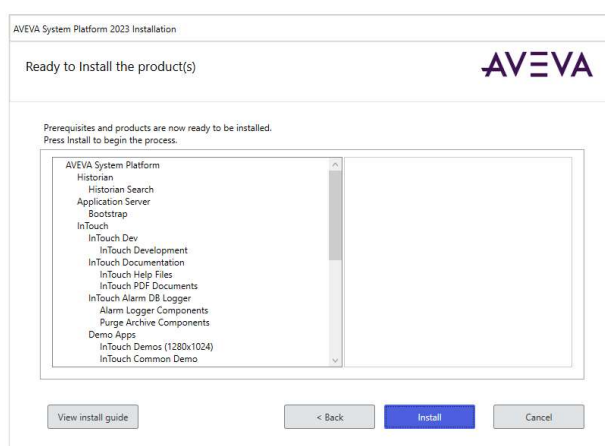 AVEVA System Platform 2023 Installation
Ready to Install the product(s)
AVEVA
Prerequisites and products are now ready to be installed.
Press Install to begin the process.
AVEVA System Platform
Historian
Historian Search
Application Server
Bootstrap
InTouch
InTouch Dev
InTouch Development
InTouch Documentation
InTouch Help Files
InTouch PDF Documents
InTouch Alarm DB Logger
Alarm Logger Components
Purge Archive Components
Demo Apps
InTouch Demos (1280x1024)
InTouch Common Demo
View install guide
< Back
Install
Cancel